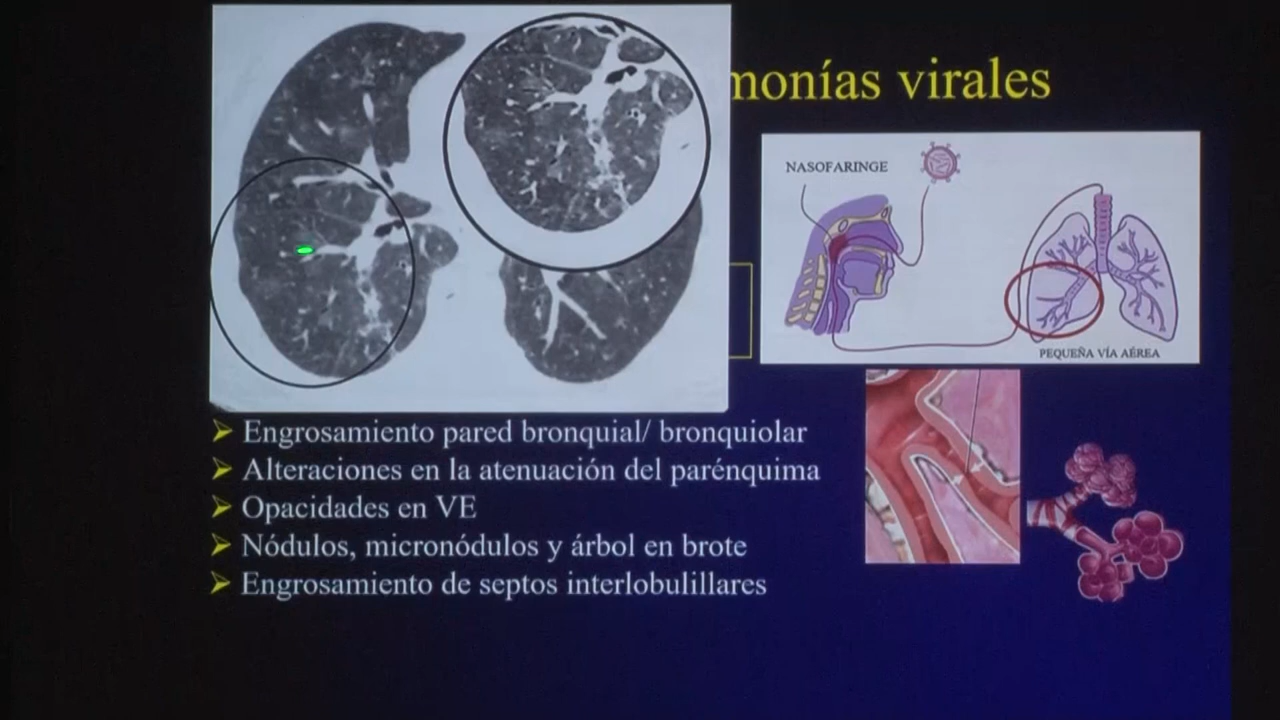 monías virales
NASOFARINGE
PEQUEÑA VÍA AÉREA
Engrosamiento pared bronquial/ bronquiolar
Alteraciones en la atenuación del parénquima
Opacidades en VE
Nódulos, micronódulos y árbol en brote
Engrosamiento de septos interlobulillares